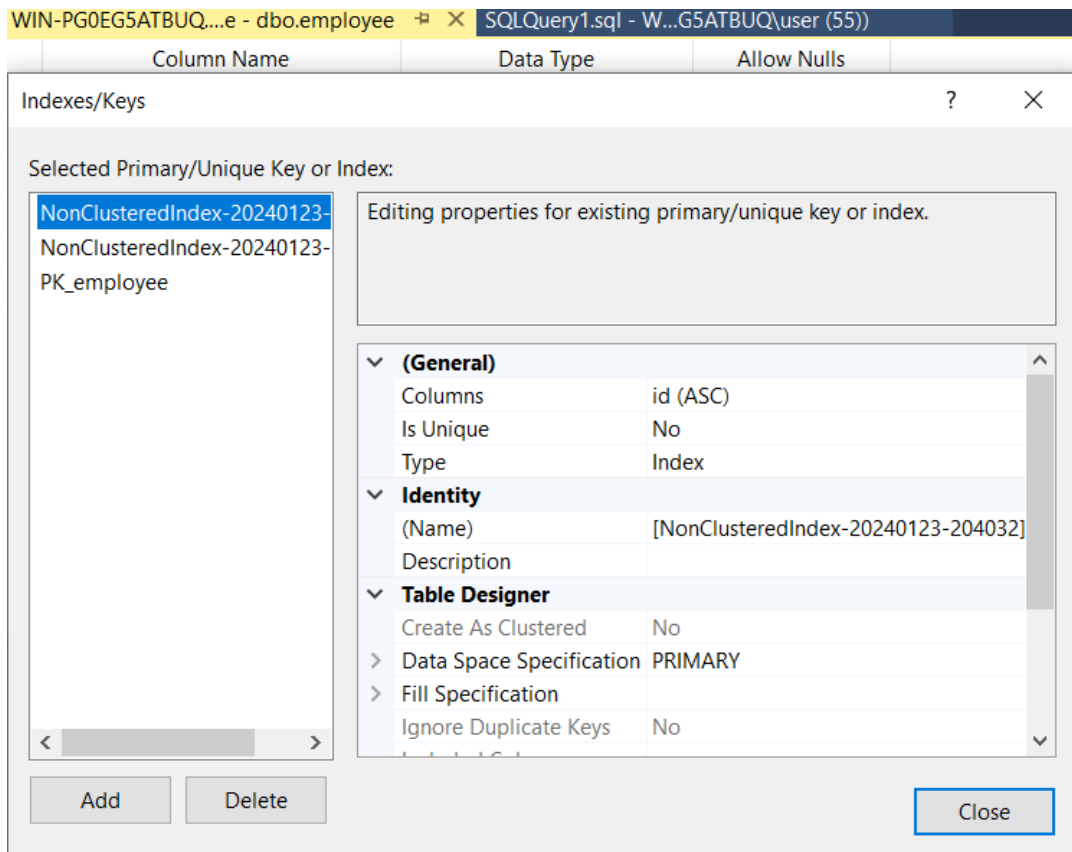 WIN-PG0EG5ATBUQ....e - dbo.employee SQLQuery1.sql - W...G5ATBUQ\user (55))
Column Name Data Type Allow Nulls
Indexes/Keys ?
Selected Primary/Unique Key or Index:
NonClusteredIndex-20240123-
NonClusteredIndex-20240123-
PK_employee
Editing properties for existing primary/unique key or index.
(General)
Columns id (ASC)
Is Unique No
Type Index
Identity
(Name) [NonClusteredIndex-20240123-204032]
Description
Table Designer
Create As Clustered No
Data Space Specification PRIMARY
Fill Specification
Ignore Duplicate Keys No
Add Delete
Close